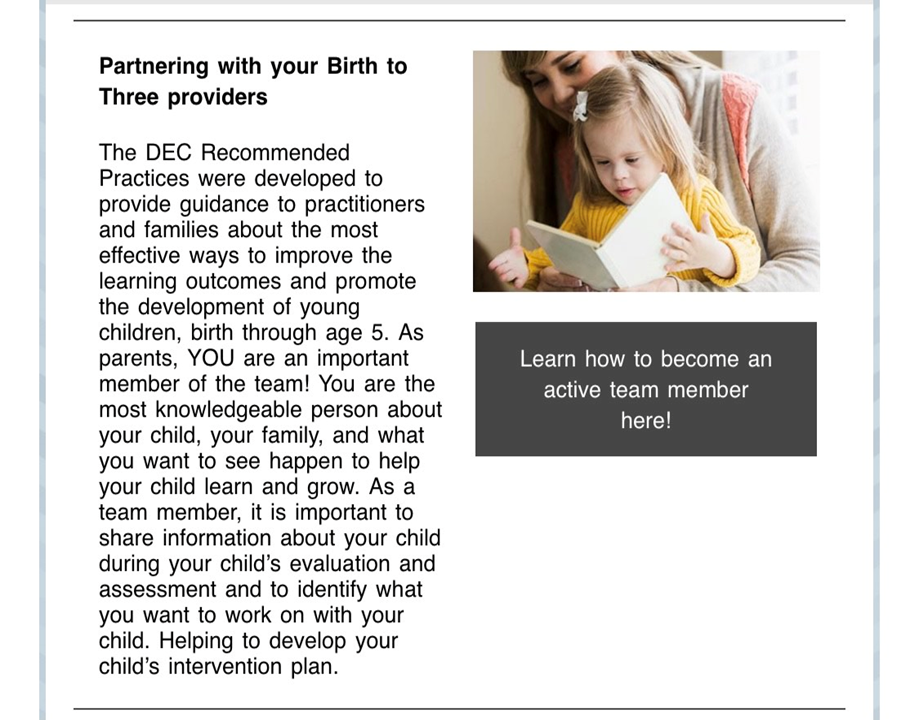 Partnering with your Birth to
Three providers
The DEC Recommended
Practices were developed to
provide guidance to practitioners
and families about the most
effective ways to improve the
learning outcomes and promote
the development of young
children, birth through age 5. As
parents, YOU are an important
member of the team! You are the
most knowledgeable person about
your child, your family, and what
you want to see happen to help
your child learn and grow. As a
team member, it is important to
share information about your child
during your child’s evaluation and
assessment and to identify what
you want to work on with your
child. Helping to develop your
child’s intervention plan.
Learn how to become an
active team member
here!